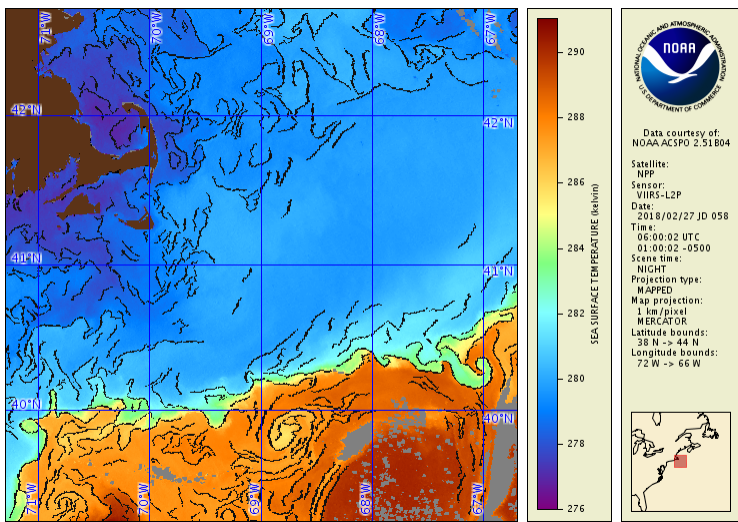 71°W
70°W
69°W
68°W
67°W
42°N
42°N
41°N
41°N
40°N
40°N
71°W
70°W
69°W
68°W
67°W
290
288
286
284
282
280
278
276
SEA SURFACE TEMPERATURE (kelvin)
NATIONAL OCEANIC AND ATMOSPHERIC ADMINISTRATION
NOAA
U.S. DEPARTMENT OF COMMERCE
Data courtesy of:
NOAA ACSPO 2.51B04
Satellite:
NPP
Sensor:
VIIRS-L2P
Date:
2018/02/27 JD 058
Time:
06:00:02 UTC
01:00:02 -0500
Scene time:
NIGHT
Projection type:
MAPPED
Map projection:
1 km/pixel
MERCATOR
Latitude bounds:
38 N -> 44 N
Longitude bounds:
72 W -> 66 W